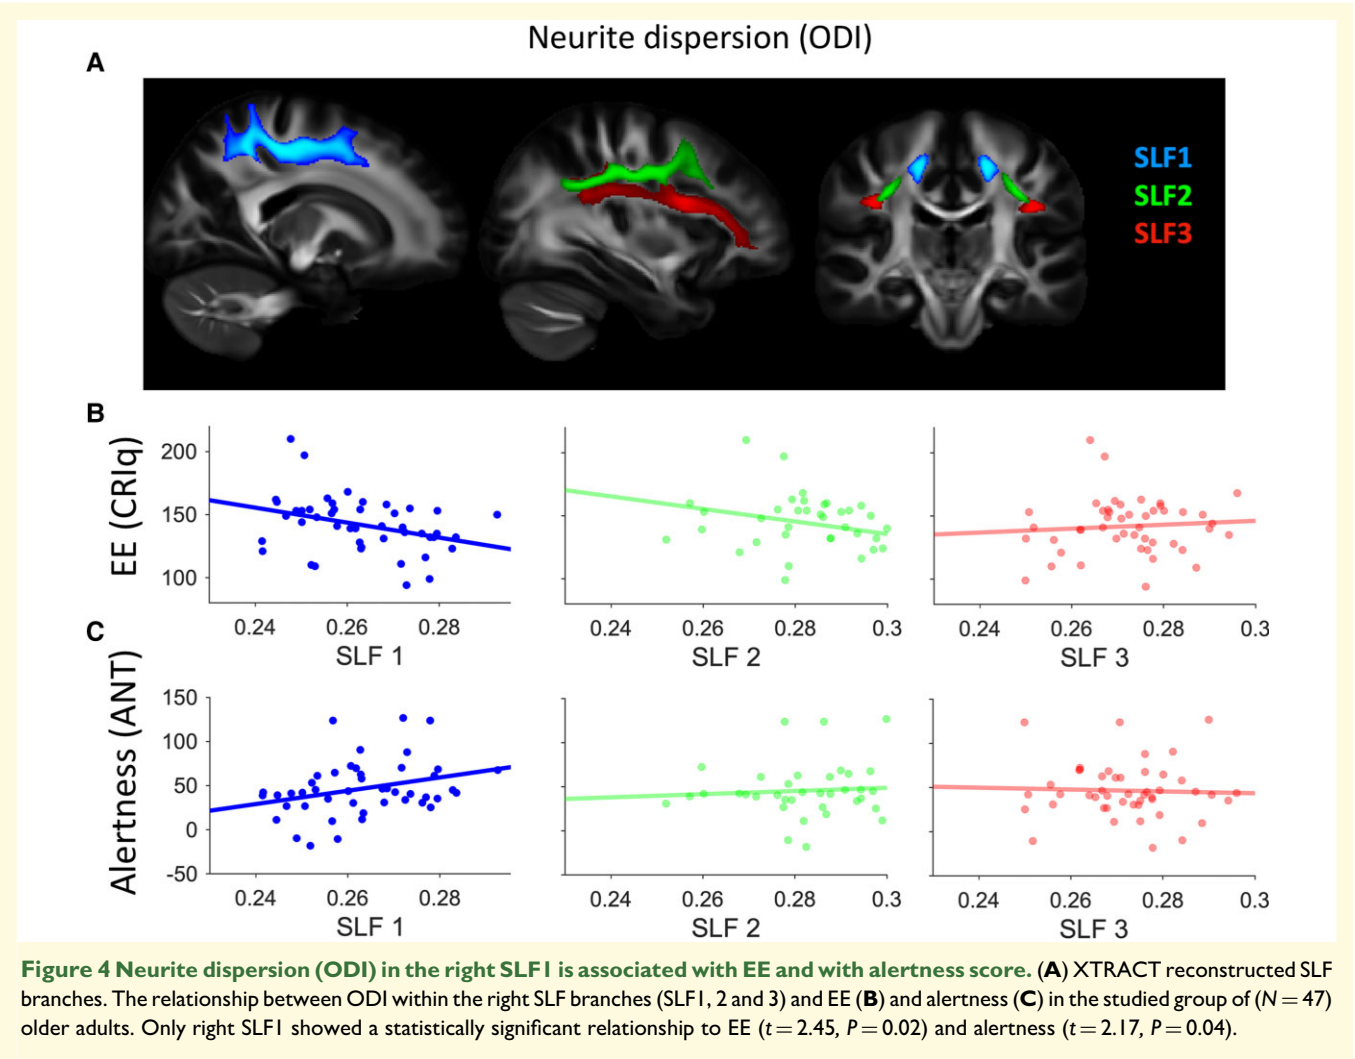 Neurite dispersion (ODI)
A
SLF1
SLF2
SLF3
B
EE (CRIq)
200
150
100
0.24 0.26 0.28
SLF 1
0.24 0.26 0.28 0.3
SLF 2
0.24 0.26 0.28 0.3
SLF 3
C
Alertness (ANT)
150
100
50
0
-50
0.24 0.26 0.28
SLF 1
0.24 0.26 0.28 0.3
SLF 2
0.24 0.26 0.28 0.3
SLF 3
Figure 4 Neurite dispersion (ODI) in the right SLF1 is associated with EE and with alertness score. (A) XTRACT reconstructed SLF
branches. The relationship between ODI within the right SLF branches (SLF1, 2 and 3) and EE (B) and alertness (C) in the studied group of (N = 47)
older adults. Only right SLF1 showed a statistically significant relationship to EE (t = 2.45, P = 0.02) and alertness (t = 2.17, P = 0.04).